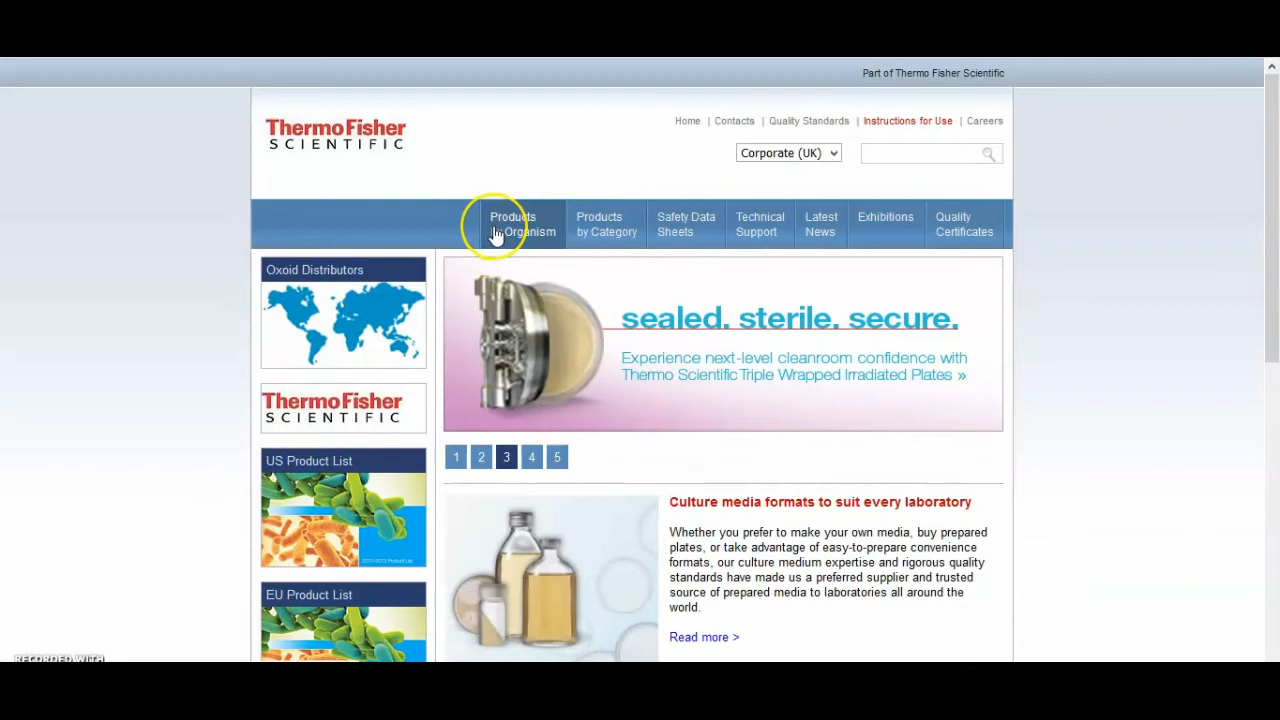 Part of Thermo Fisher Scientific
ThermoFisher
SCIENTIFIC
Home | Contacts | Quality Standards | Instructions for Use | Careers
Corporate (UK)
Products
Organism
Products
by Category
Safety Data
Sheets
Technical
Support
Latest
News
Exhibitions
Quality
Certificates
Oxoid Distributors
sealed. sterile. secure.
Experience next-level cleanroom confidence with
Thermo Scientific Triple Wrapped Irradiated Plates »
ThermoFisher
SCIENTIFIC
1 2 3 4 5
US Product List
Culture media formats to suit every laboratory
Whether you prefer to make your own media, buy prepared
plates, or take advantage of easy-to-prepare convenience
formats, our culture medium expertise and rigorous quality
standards have made us a preferred supplier and trusted
source of prepared media to laboratories all around the
world.
Read more >
EU Product List
RECORDED WITH